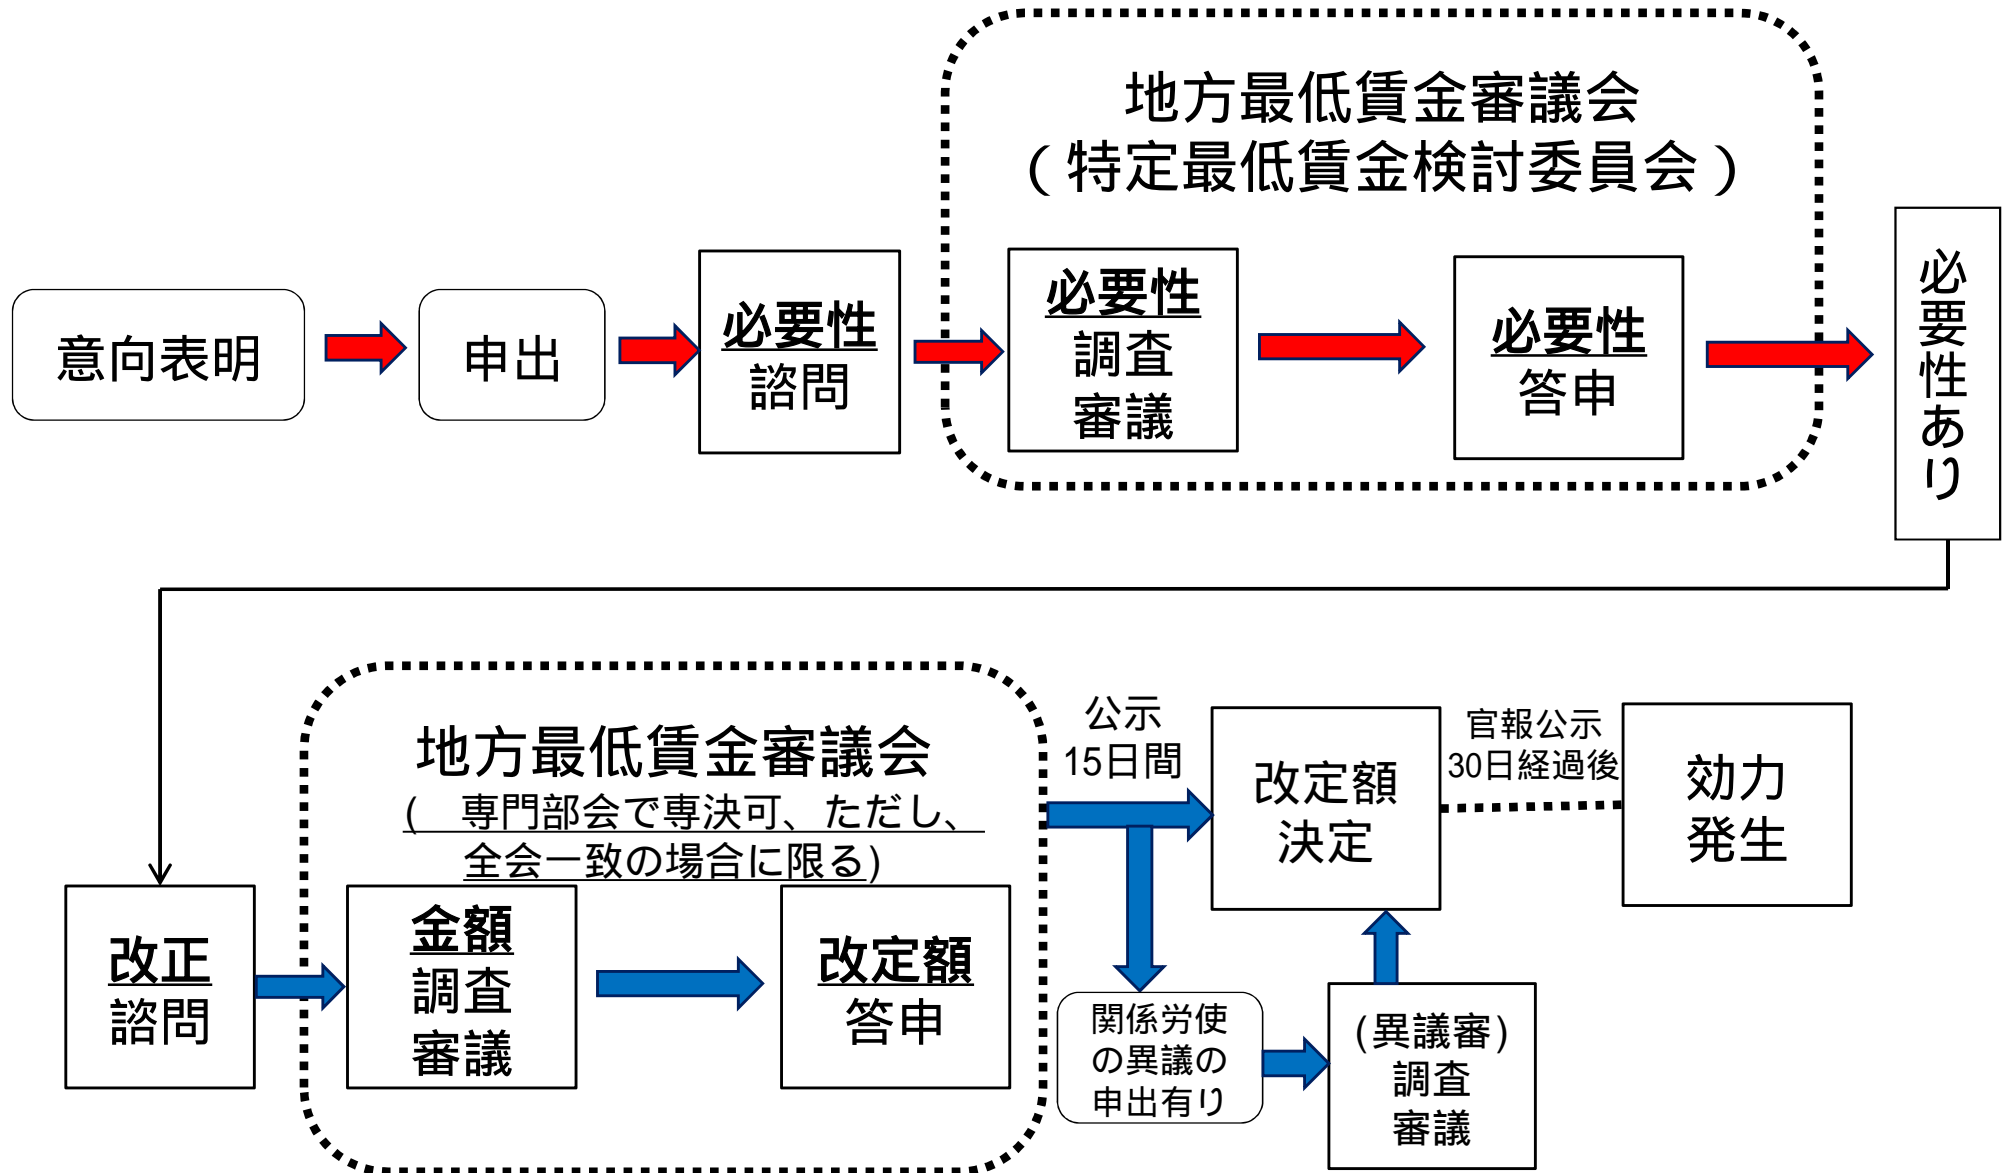 地方最低賃金審議会
（特定最低賃金検討委員会）
意向表明
申出
必要性
諮問
必要性
調査
審議
必要性
答申
必要性あり
地方最低賃金審議会
(　専門部会で専決可、ただし、
全会一致の場合に限る)
改正
諮問
金額
調査
審議
改定額
答申
公示
15日間
改定額
決定
官報公示
30日経過後
効力
発生
関係労使
の異議の
申出有り
(異議審)
調査
審議